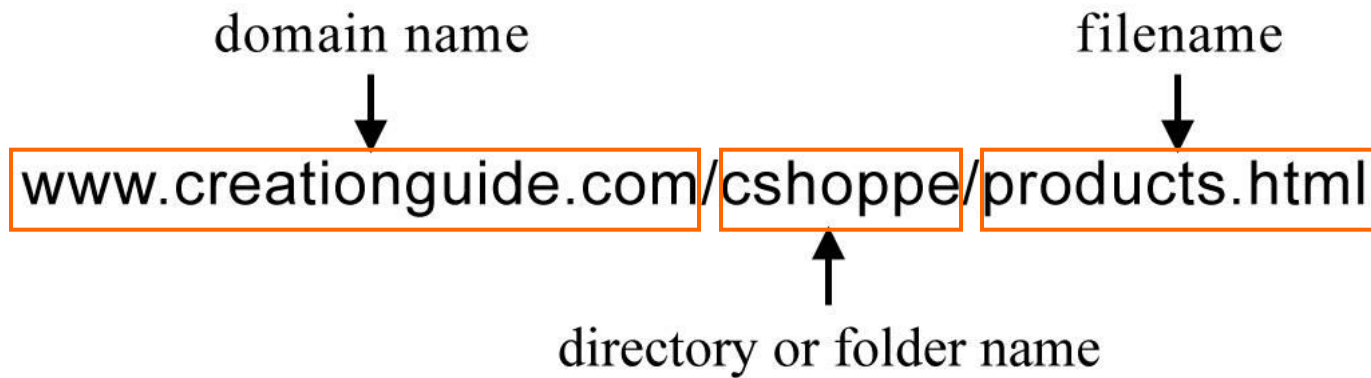 domain name
filename
www.creationguide.com/cshoppe/products.html
directory or folder name